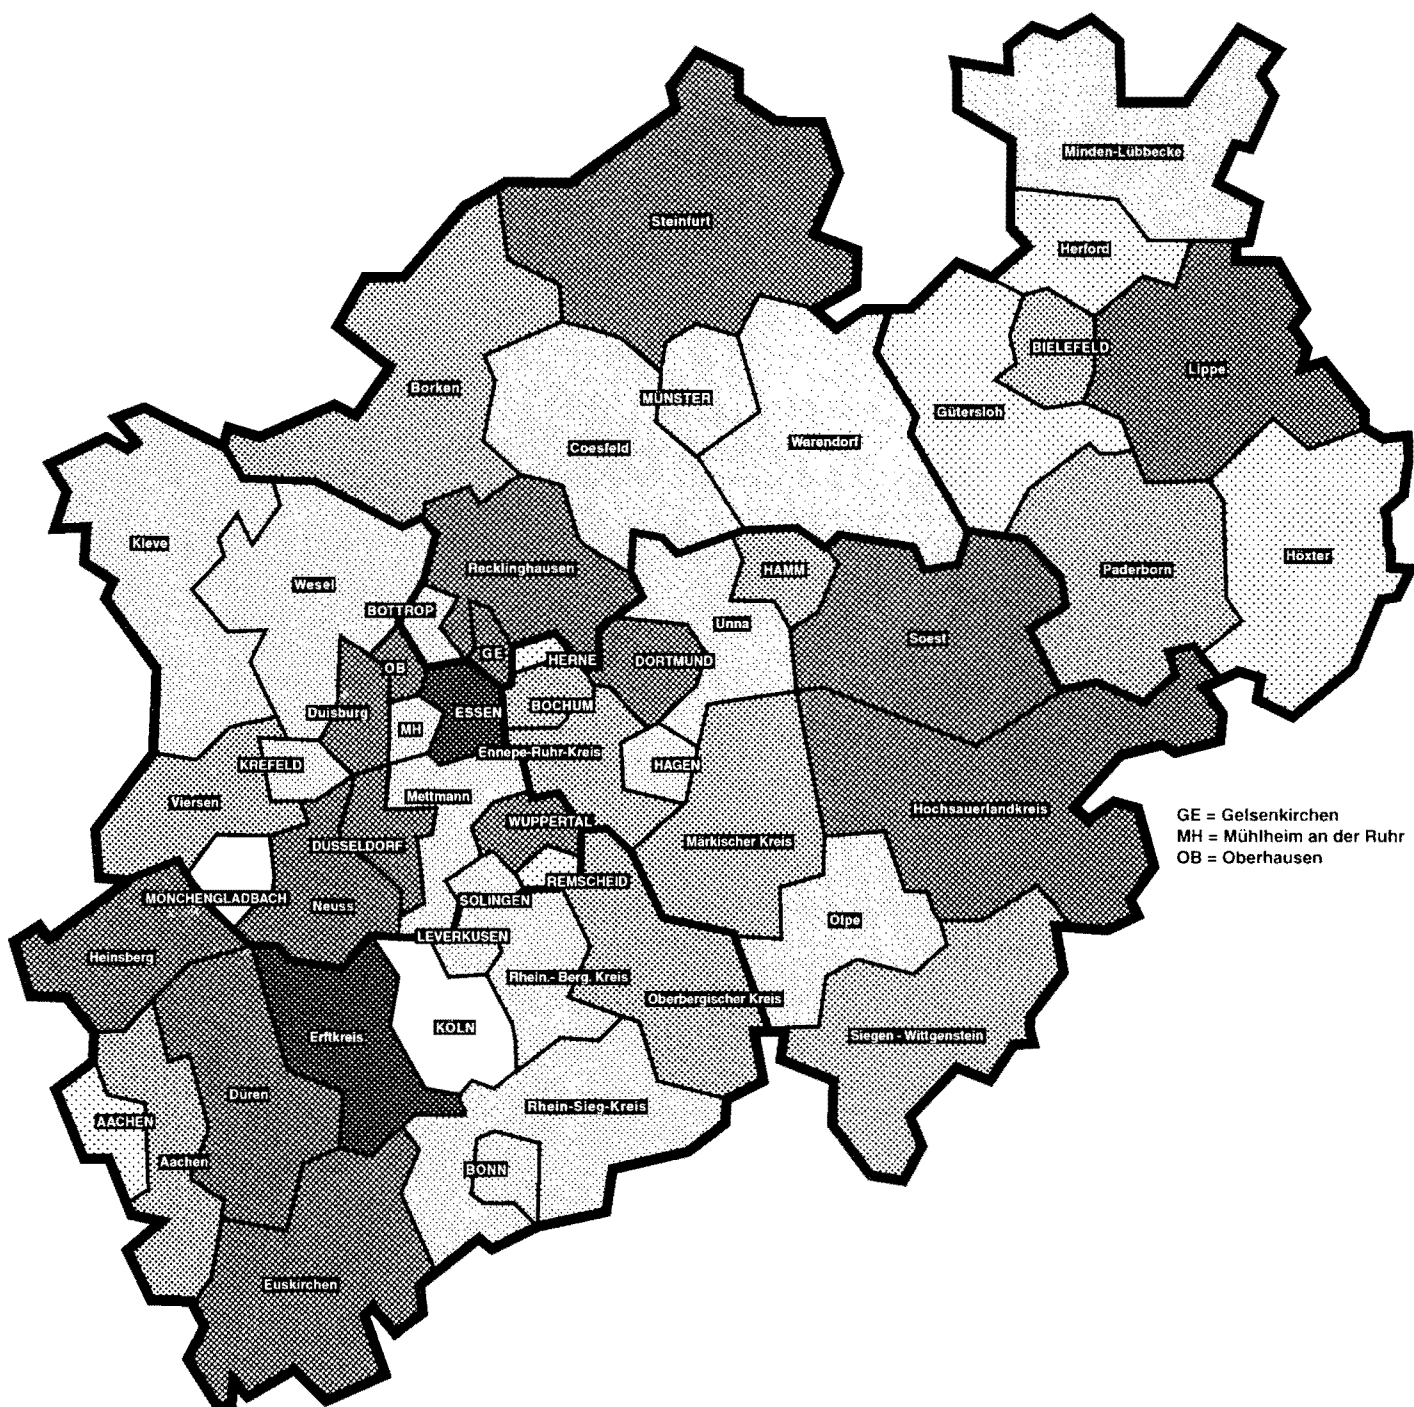 Minden-Lübbecke
Steinfurt
Herford
BIELEFELD
Lippe
Borken
MÜNSTER
Gütersloh
Coesfeld
Warendorf
Kleve
Höxter
Recklinghausen
HAMM
Paderborn
Wesel
BOTTROP
Unna
Soest
GE
HERNE
DORTMUND
OB
BOCHUM
Duisburg
ESSEN
MH
Ennepe-Ruhr-Kreis
KREFELD
HAGEN
Mettmann
Viersen
Hochsauerlandkreis
GE = Gelsenkirchen
MH = Mühlheim an der Ruhr
OB = Oberhausen
WUPPERTAL
DÜSSELDORF
Märkischer Kreis
REMSCHEID
MÖNCHENGLADBACH
SOLINGEN
Neuss
Olpe
LEVERKUSEN
Heinsberg
Rhein.- Berg. Kreis
Oberbergischer Kreis
KÖLN
Erftkreis
Siegen - Wittgenstein
Düren
Rhein-Sieg-Kreis
AACHEN
Aachen
BONN
Euskirchen